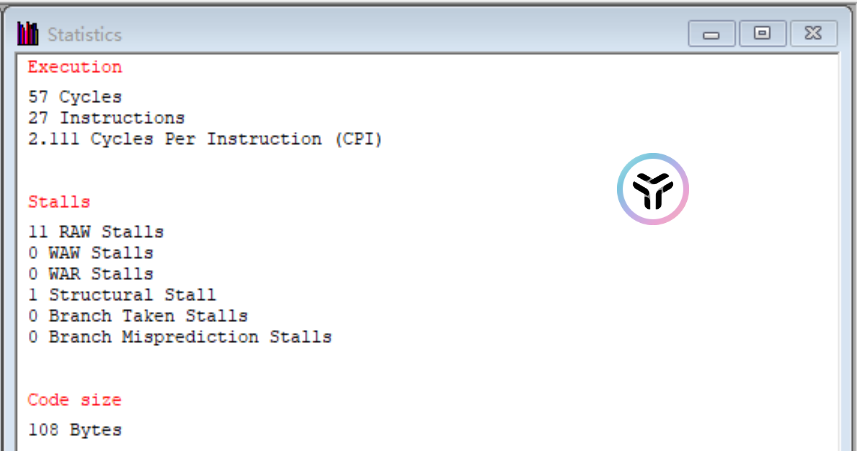 Statistics
Execution
57 Cycles
27 Instructions
2.111 Cycles Per Instruction (CPI)
Stalls
11 RAW Stalls
0 WAW Stalls
0 WAR Stalls
1 Structural Stall
0 Branch Taken Stalls
0 Branch Misprediction Stalls
Code size
108 Bytes